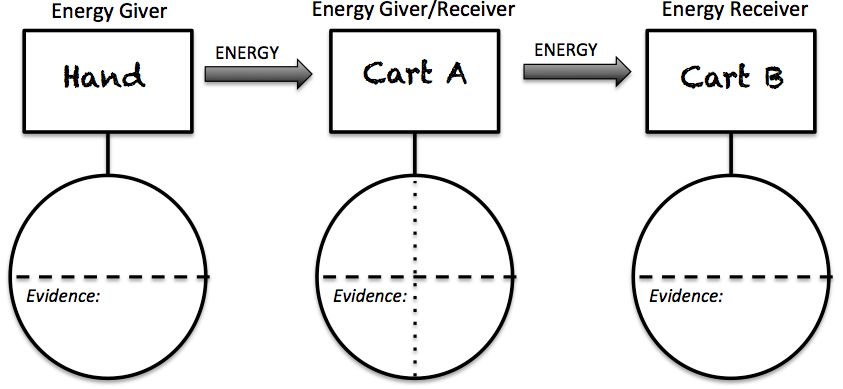 Energy Giver
Energy Giver/Receiver
Energy Receiver
Hand
ENERGY
Cart A
ENERGY
Cart B
Evidence:
Evidence:
Evidence: